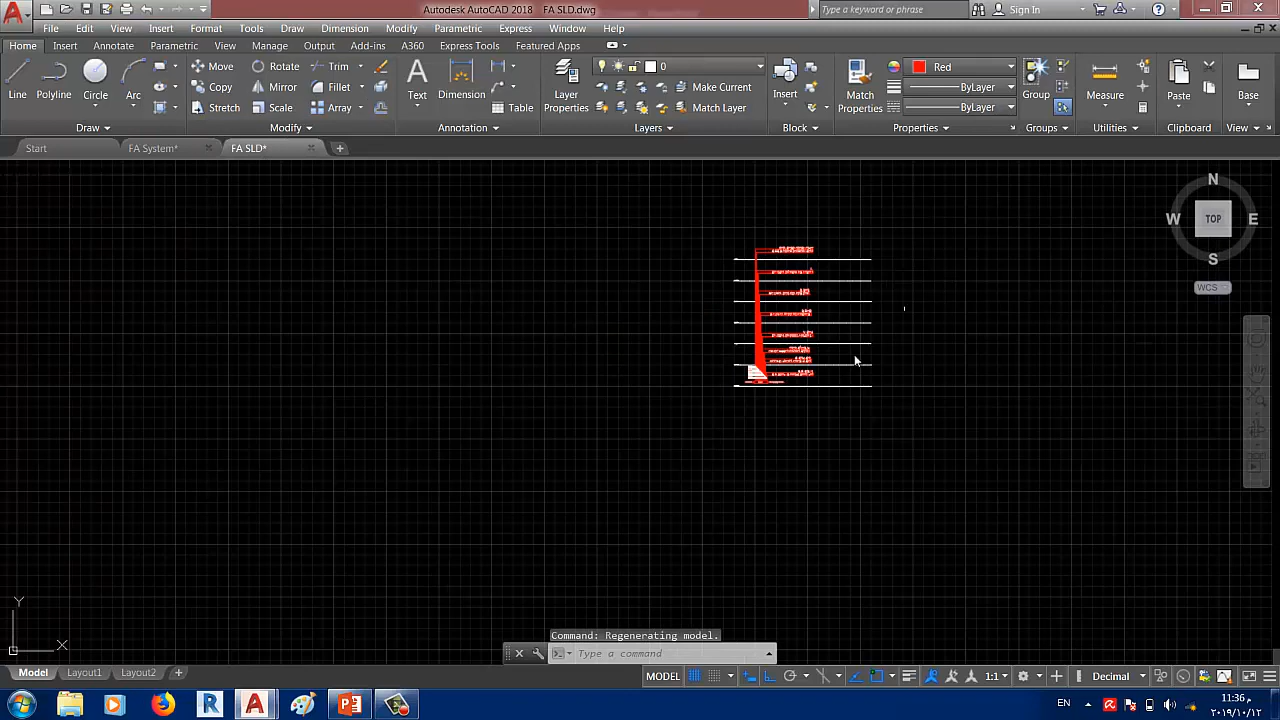 Autodesk AutoCAD 2018 FA SLD.dwg
Type a keyword or phrase
Sign In
File Edit View Insert Format Tools Draw Dimension Modify Parametric Express Window Help
Home Insert Annotate Parametric View Manage Output Add-ins A360 Express Tools Featured Apps
Move Rotate Trim
0
Red
Line Polyline Circle Arc
Copy Mirror Fillet
Text Dimension
Layer Properties
Make Current
Insert
Match Properties
ByLayer
Group
Measure
Paste
Base
Stretch Scale Array
Table
Match Layer
ByLayer
Draw Modify Annotation Layers Block Properties Groups Utilities Clipboard View
Start FA System* FA SLD*
N
W TOP E
S
WCS
Y
X
Command: Regenerating model.
Type a command
Model Layout1 Layout2
MODEL 1:1 Decimal
EN
11:36 م
٢٠١٩/١٠/١٢